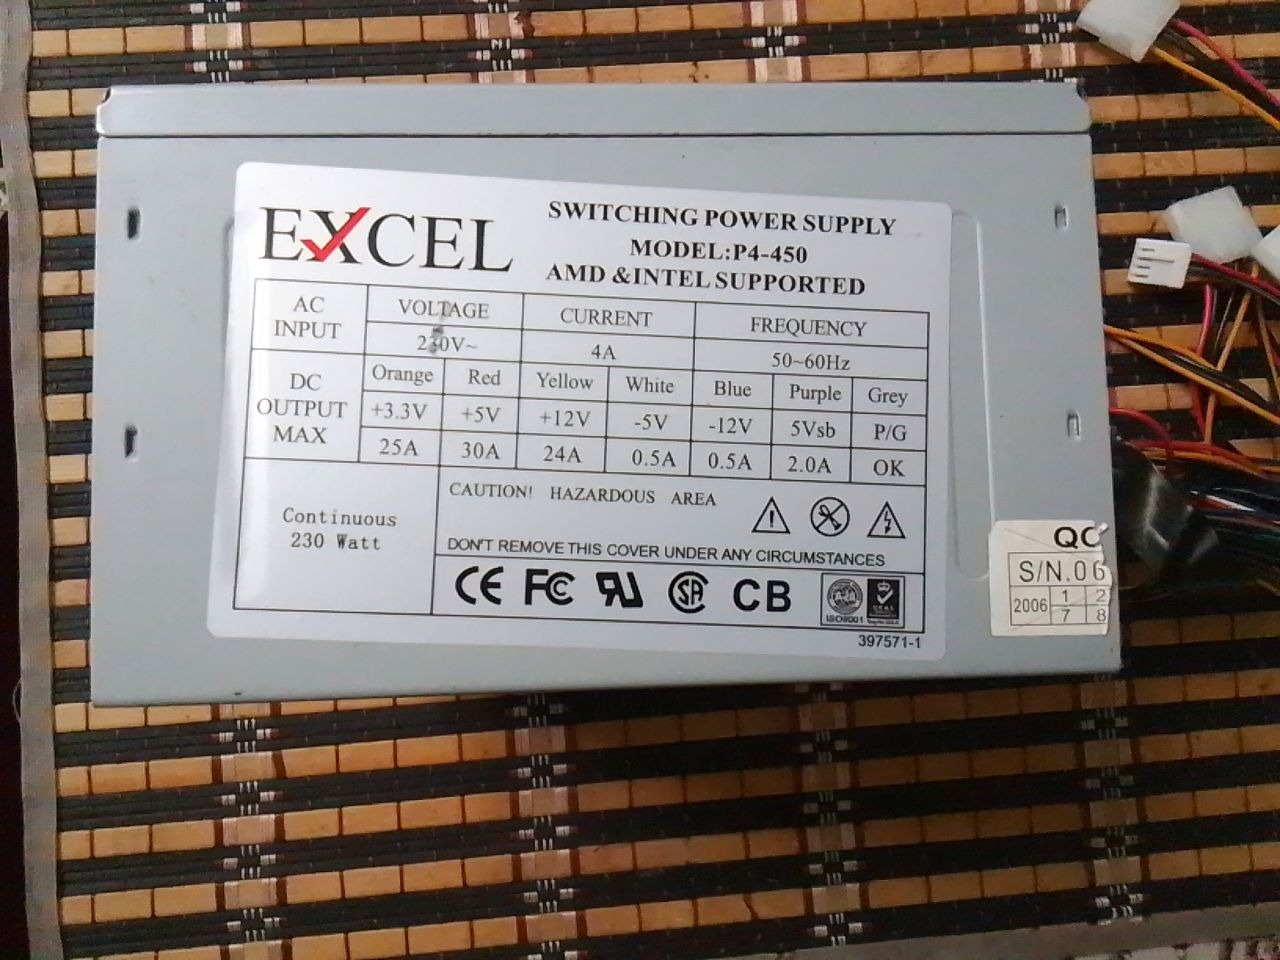 EXCEL
SWITCHING POWER SUPPLY
MODEL:P4-450
AMD & INTEL SUPPORTED
AC INPUT VOLTAGE CURRENT FREQUENCY
230V~ 4A 50~60Hz
DC OUTPUT MAX Orange Red Yellow White Blue Purple Grey
+3.3V +5V +12V -5V -12V 5Vsb P/G
25A 30A 24A 0.5A 0.5A 2.0A OK
Continuous
230 Watt
CAUTION! HAZARDOUS AREA
DON'T REMOVE THIS COVER UNDER ANY CIRCUMSTANCES
CE FC SA CB
ISO9001
397571-1
QC
S/N.06
2006 1 2
7 8